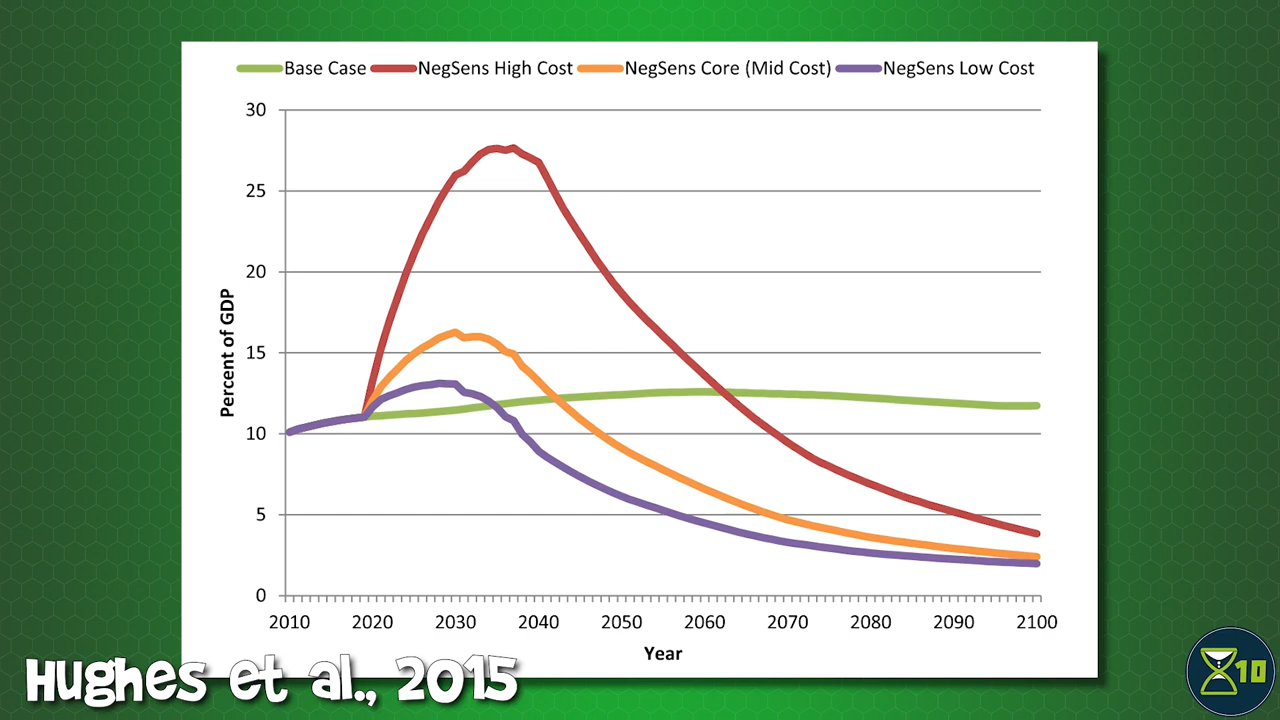 Base Case NegSens High Cost NegSens Core (Mid Cost) NegSens Low Cost
30
25
20
15
10
5
0
Percent of GDP
2010 2020 2030 2040 2050 2060 2070 2080 2090 2100
Year
Hughes et al., 2015
10